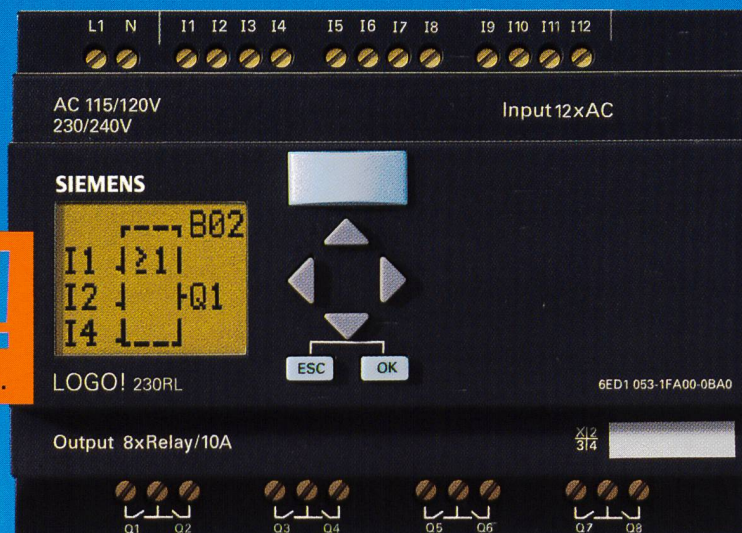 L1 N I1 I2 I3 I4 I5 I6 I7 I8 I9 I10 I11 I12
AC 115/120V
230/240V
Input 12xAC
SIEMENS
B02
I1 ≥1
I2 Q1
I4
!
.
ESC OK
LOGO! 230RL
6ED1 053-1FA00-0BA0
Output 8xRelay/10A
X 2
3 4
Q1 Q2 Q3 Q4 Q5 Q6 Q7 Q8